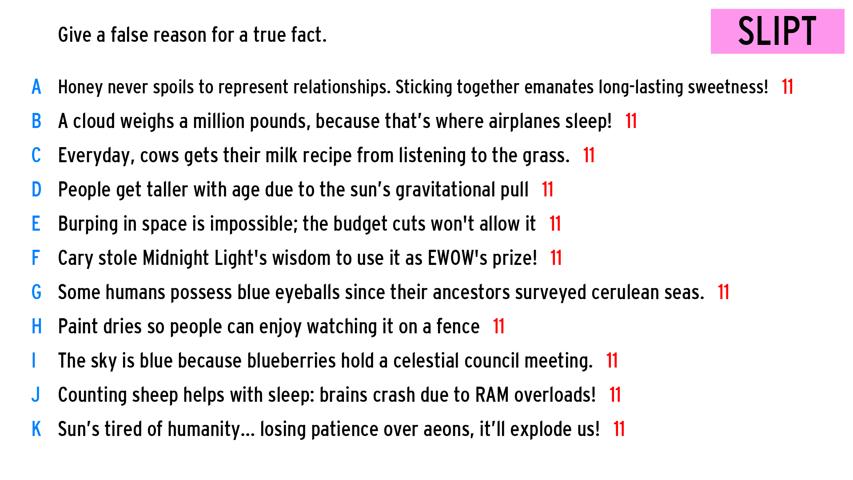 Give a false reason for a true fact.
SLIPT
A Honey never spoils to represent relationships. Sticking together emanates long-lasting sweetness! 11
B A cloud weighs a million pounds, because that's where airplanes sleep! 11
C Everyday, cows gets their milk recipe from listening to the grass. 11
D People get taller with age due to the sun's gravitational pull 11
E Burping in space is impossible; the budget cuts won't allow it 11
F Cary stole Midnight Light's wisdom to use it as EWOW's prize! 11
G Some humans possess blue eyeballs since their ancestors surveyed cerulean seas. 11
H Paint dries so people can enjoy watching it on a fence 11
I The sky is blue because blueberries hold a celestial council meeting. 11
J Counting sheep helps with sleep: brains crash due to RAM overloads! 11
K Sun's tired of humanity... losing patience over aeons, it'll explode us! 11